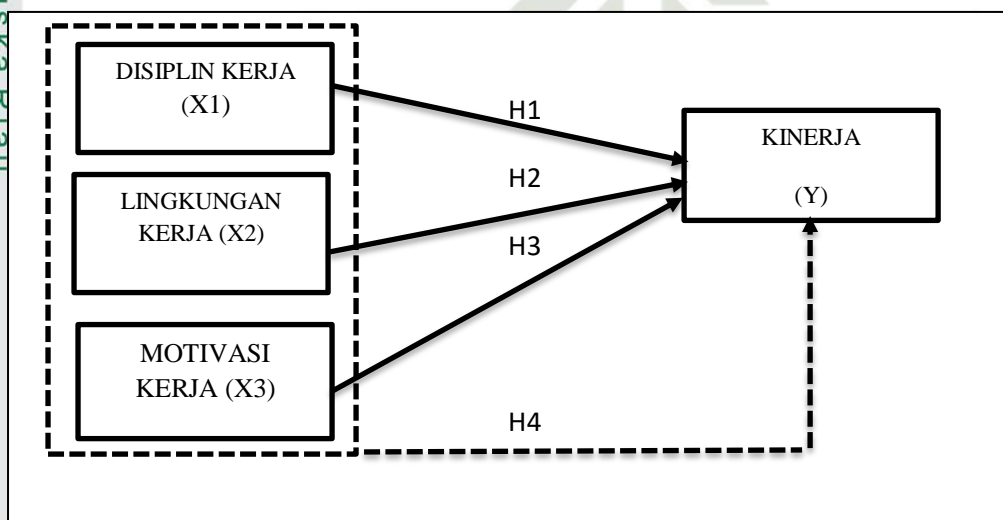 DISIPLIN KERJA
(X1)
H1
KINERJA
(Y)
LINGKUNGAN
KERJA (X2)
H2
H3
MOTIVASI
KERJA (X3)
H4